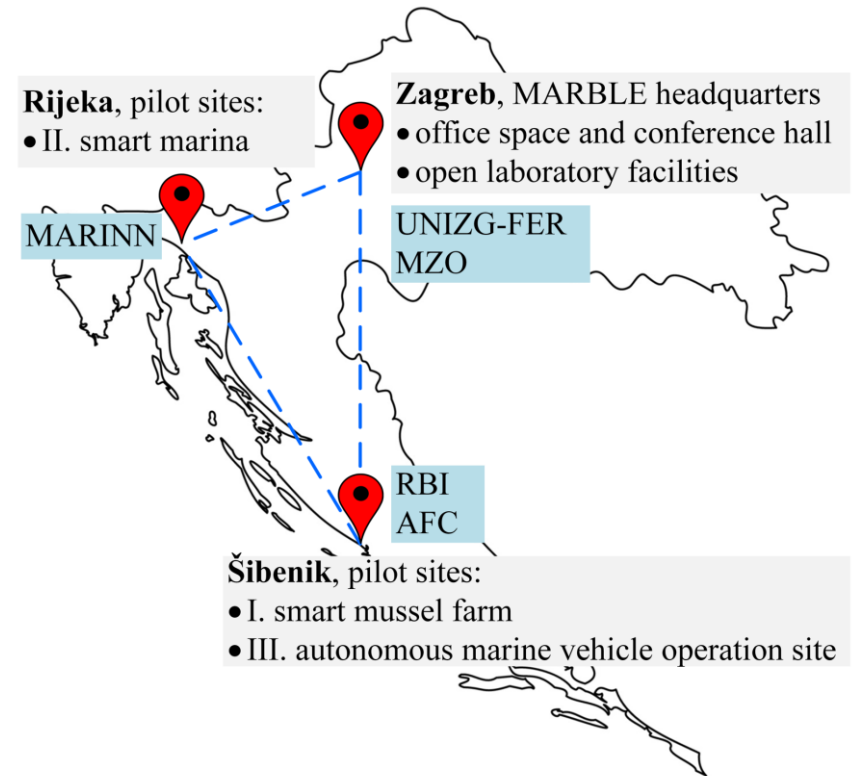 Rijeka, pilot sites:
• II. smart marina
MARINN
Zagreb, MARBLE headquarters
• office space and conference hall
• open laboratory facilities
UNIZG-FER
MZO
RBI
AFC
Šibenik, pilot sites:
• I. smart mussel farm
• III. autonomous marine vehicle operation site